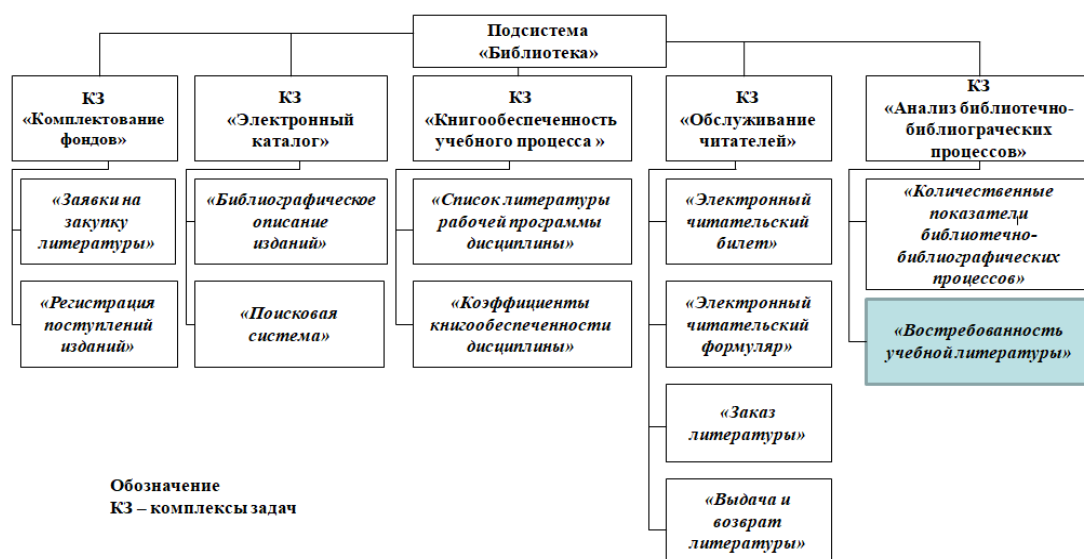 Подсистема
«Библиотека»
КЗ
«Комплектование
фондов»
КЗ
«Электронный
каталог»
КЗ
«Книгообеспеченность
учебного процесса »
КЗ
«Обслуживание
читателей»
КЗ
«Анализ библиотечно-
библиограческих
процессов»
«Заявки на
закупку
литературы»
«Библиографическое
описание
изданий»
«Список литературы
рабочей программы
дисциплины»
«Электронный
читательский
билет»
«Количественные
показатели
библиотечно-
библиографических
процессов»
«Регистрация
поступлений
изданий»
«Поисковая
система»
«Коэффициенты
книгообеспеченности
дисциплины»
«Электронный
читательский
формуляр»
«Востребованность
учебной литературы»
«Заказ
литературы»
«Выдача и
возврат
литературы»
Обозначение
КЗ – комплексы задач